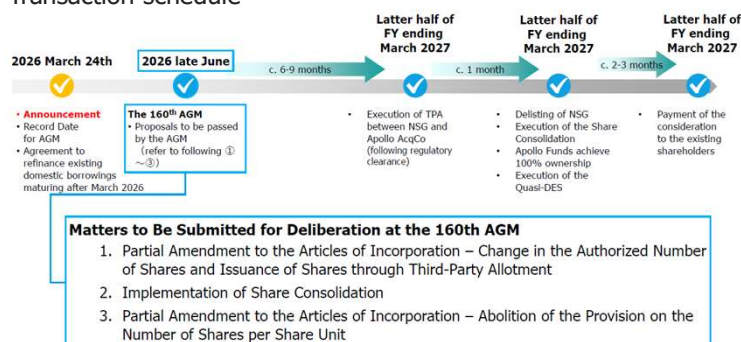 Transaction schedule
2026 March 24th
2026 late June
c. 6-9 months
Latter half of
FY ending
March 2027
c. 1 month
Latter half of
FY ending
March 2027
c. 2-3 months
Latter half of
FY ending
March 2027
• Announcement
• Record Date
for AGM
• Agreement to
refinance existing
domestic borrowings
maturing after March 2026
The 160th AGM
• Proposals to be passed
by the AGM
(refer to following ①
～③)
• Execution of TPA
between NSG and
Apollo AcqCo
(following regulatory
clearance)
• Delisting of NSG
• Execution of the Share
Consolidation
• Apollo Funds achieve
100% ownership
• Execution of the
Quasi-DES
• Payment of the
consideration
to the existing
shareholders
Matters to Be Submitted for Deliberation at the 160th AGM
1. Partial Amendment to the Articles of Incorporation – Change in the Authorized Number
of Shares and Issuance of Shares through Third-Party Allotment
2. Implementation of Share Consolidation
3. Partial Amendment to the Articles of Incorporation – Abolition of the Provision on the
Number of Shares per Share Unit